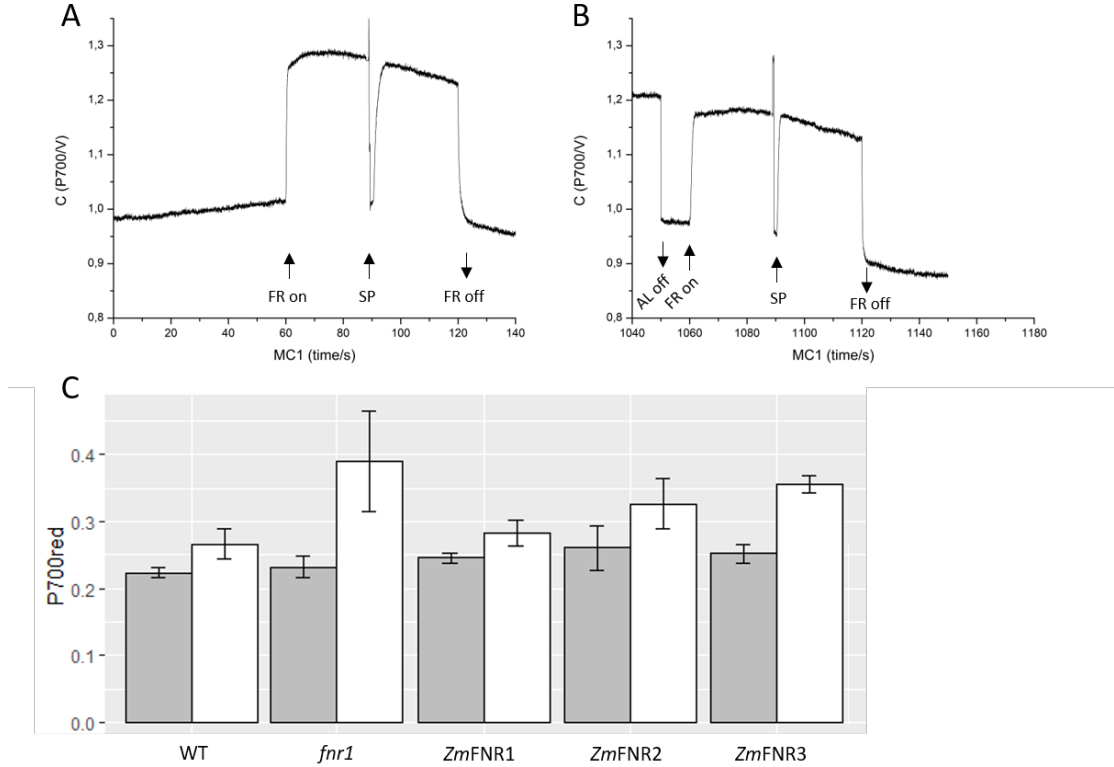 A
1,3
1,2
1,1
1,0
0,9
0,8
C (P700/V)
FR on
SP
FR off
0
20
40
60
80
100
120
140
MC1 (time/s)
B
1,3
1,2
1,1
1,0
0,9
0,8
C (P700/V)
AL off
FR on
SP
FR off
1040
1060
1080
1100
1120
1140
1160
1180
MC1 (time/s)
C
0.4
0.3
0.2
0.1
0.0
P700red
WT
fnr1
ZmFNR1
ZmFNR2
ZmFNR3